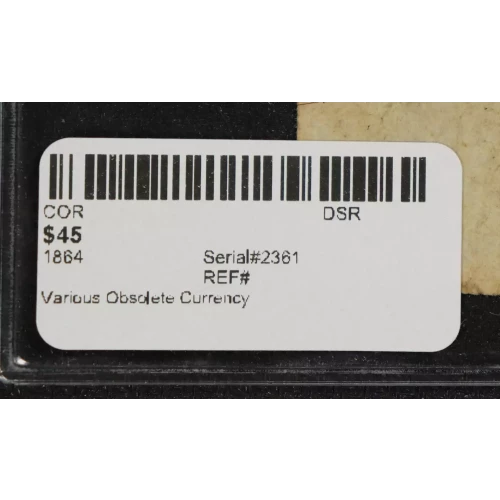 COR DSR
$45
1864 Serial#2361
REF#
Various Obsolete Currency